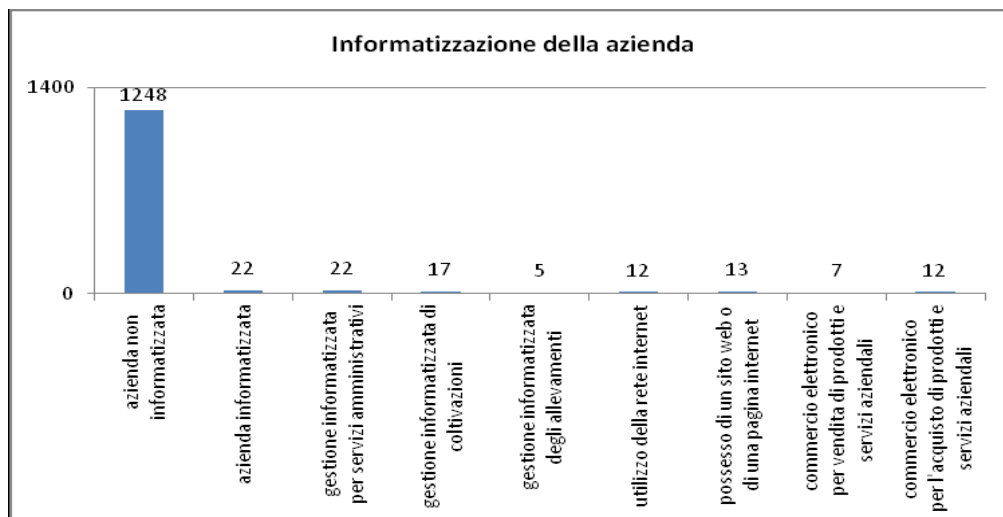 Informatizzazione della azienda
1400
1248
22
22
17
5
12
13
7
12
0
azienda non
informatizzata
azienda informatizzata
gestione informatizzata
per servizi amministrativi
gestione informatizzata di
coltivazioni
gestione informatizzata
degli allevamenti
utilizzo della rete internet
possesso di un sito web o
di una pagina internet
commercio elettronico
per vendita di prodotti e
servizi aziendali
commercio elettronico
per l'acquisto di prodotti e
servizi aziendali